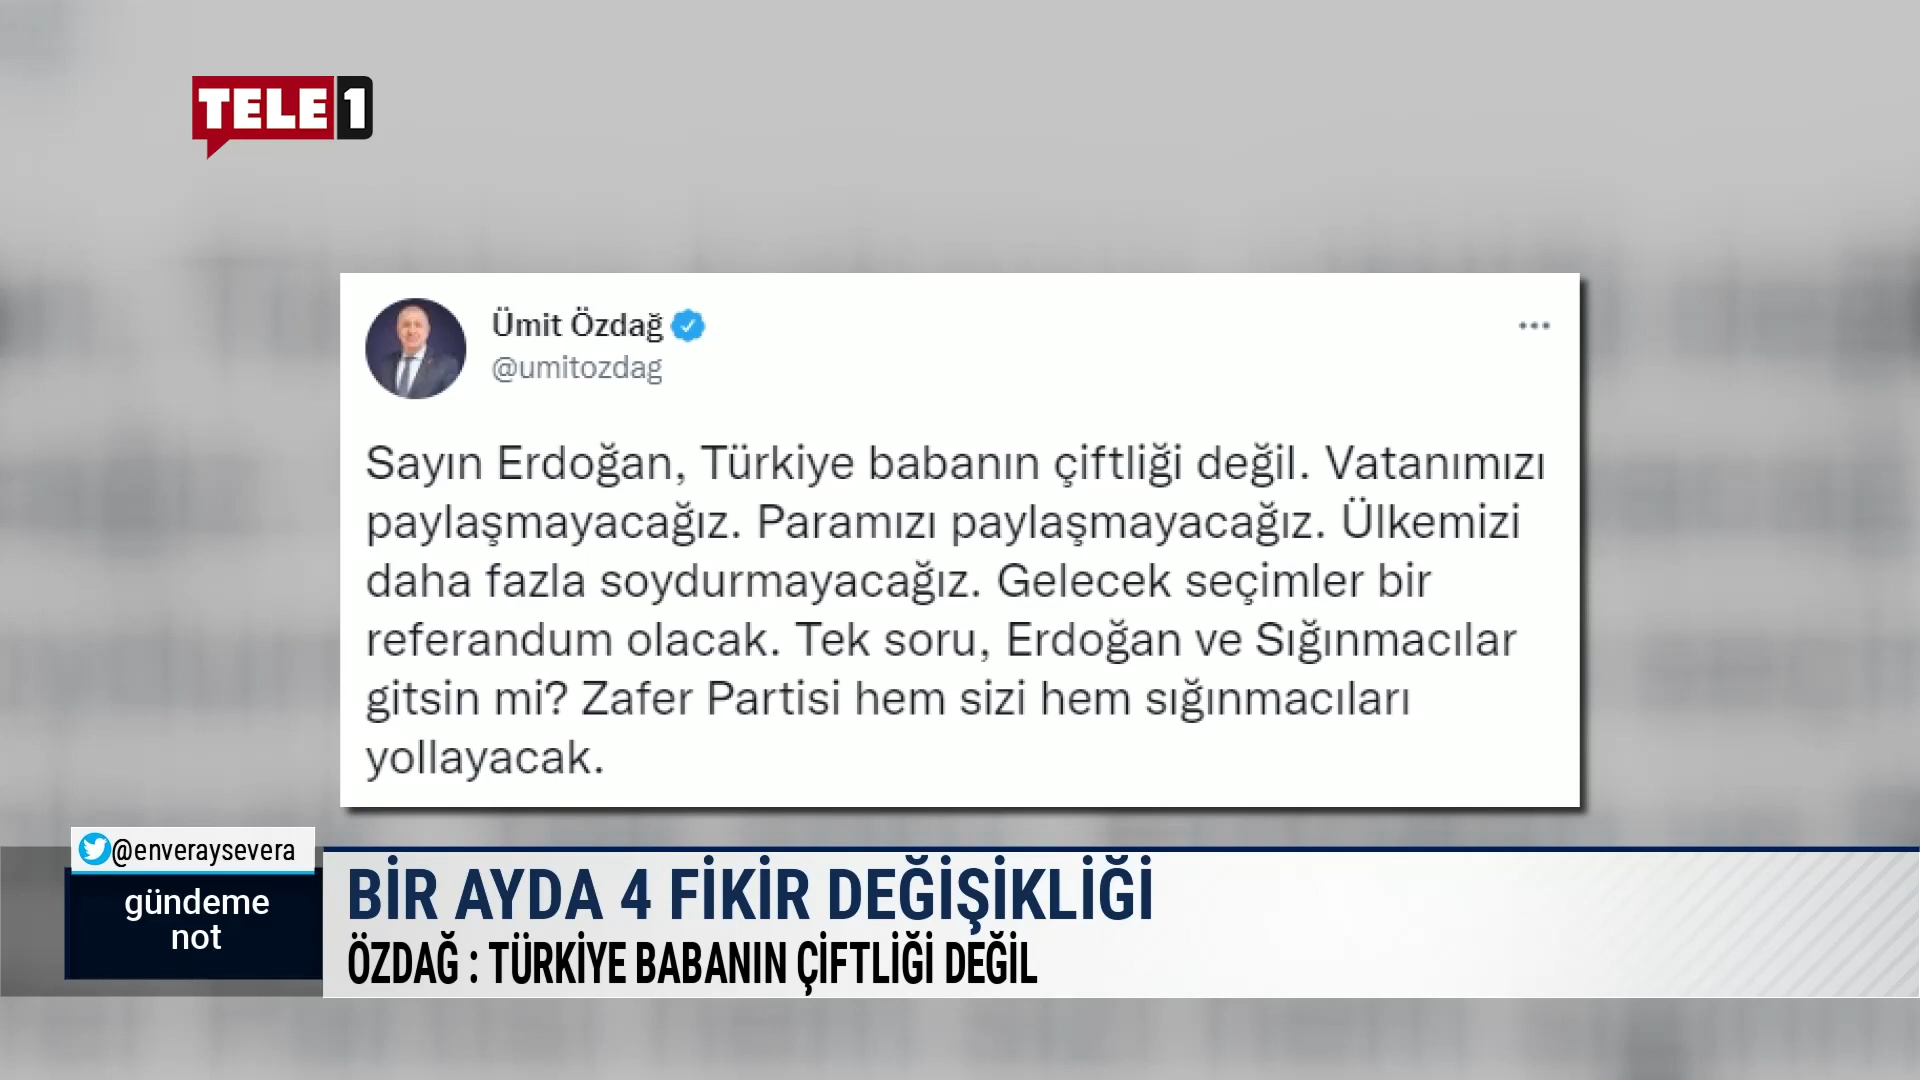 TELE1
Ümit Özdağ
@umitozdag
Sayın Erdoğan, Türkiye babanın çiftliği değil. Vatanımızı
paylaşmayacağız. Paramızı paylaşmayacağız. Ülkemizi
daha fazla soydurmayacağız. Gelecek seçimler bir
referandum olacak. Tek soru, Erdoğan ve Sığınmacılar
gitsin mi? Zafer Partisi hem sizi hem sığınmacıları
yollayacak.
@enveraysevera
gündeme
not
BİR AYDA 4 FİKİR DEĞİŞİKLİĞİ
ÖZDAĞ : TÜRKİYE BABANIN ÇİFTLİĞİ DEĞİL